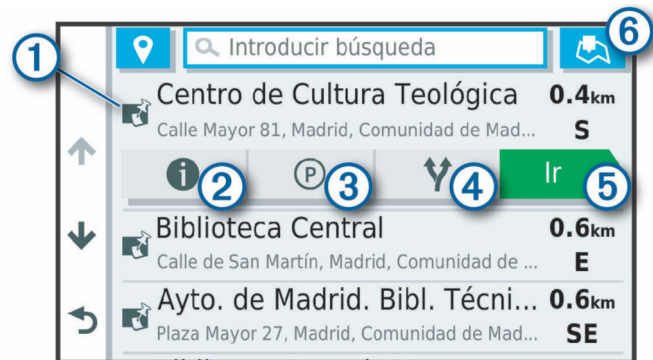 6
1
Introducir búsqueda
Centro de Cultura Teológica 0.4km
Calle Mayor 81, Madrid, Comunidad de Mad... S
i 2 P 3 4 Ir 5
Biblioteca Central 0.6km
Calle de San Martín, Madrid, Comunidad de ... E
Ayto. de Madrid. Bibl. Técni... 0.6km
Plaza Mayor 27, Madrid, Comunidad de Mad... SE